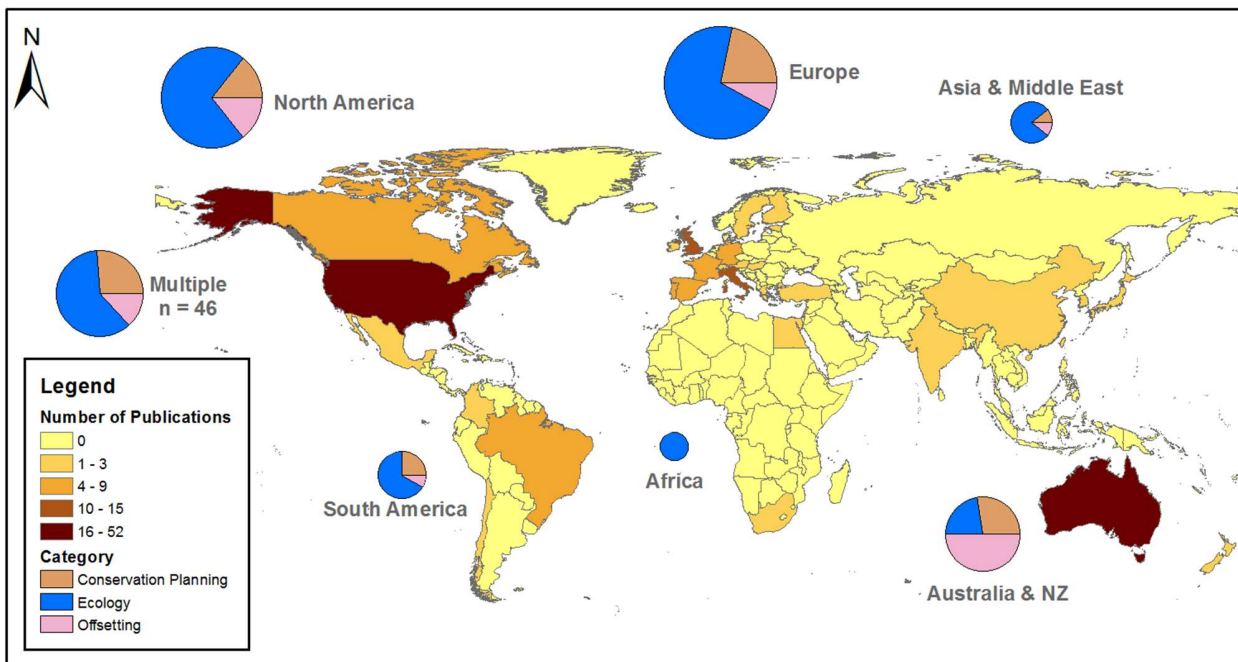 N
North America
Europe
Asia & Middle East
Multiple
n = 46
South America
Africa
Australia & NZ
Legend
Number of Publications
0
1 - 3
4 - 9
10 - 15
16 - 52
Category
Conservation Planning
Ecology
Offsetting